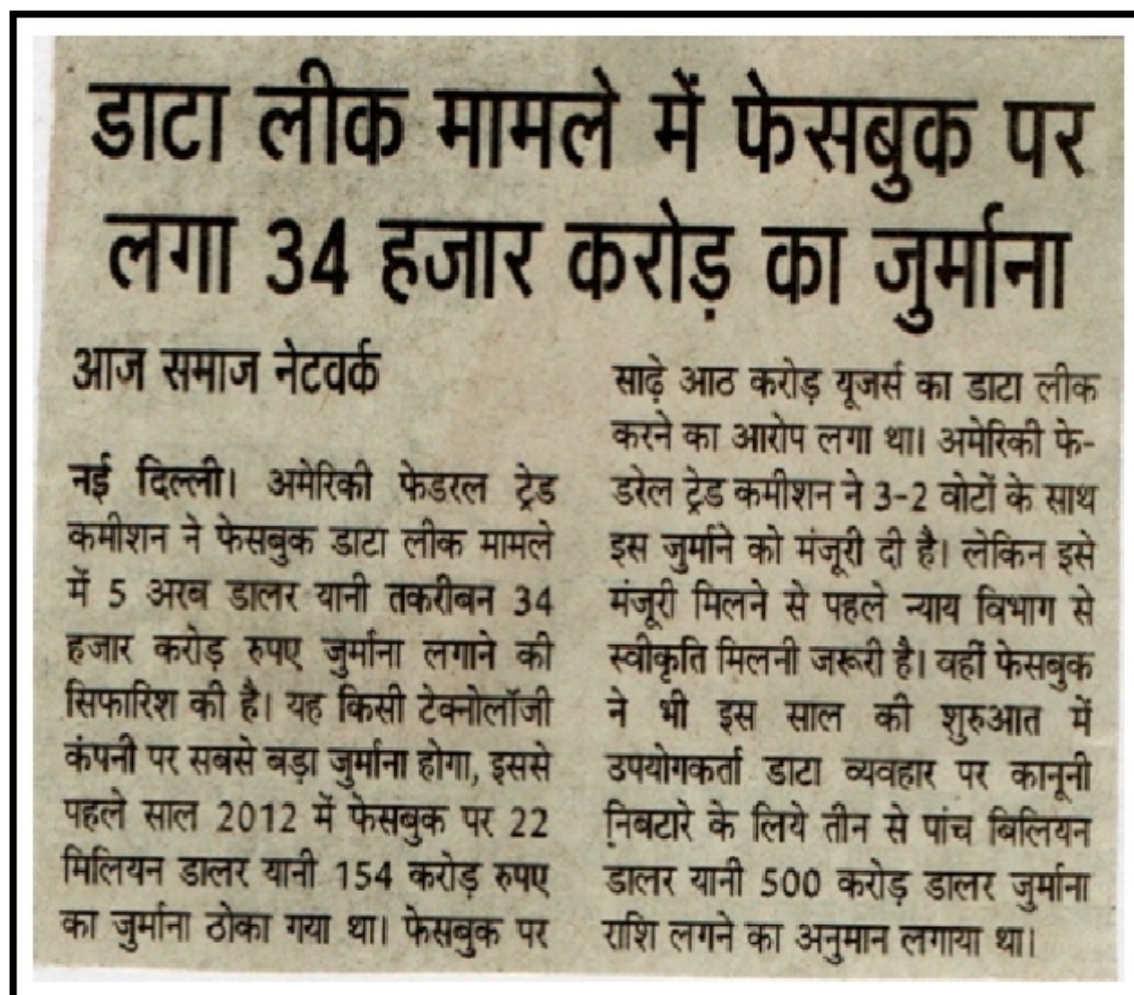 डाटा लीक मामले में फेसबुक पर
लगा 34 हजार करोड़ का जुर्माना
आज समाज नेटवर्क
नई दिल्ली। अमेरिकी फेडरल ट्रेड
कमीशन ने फेसबुक डाटा लीक मामले
में 5 अरब डालर यानी तकरीबन 34
हजार करोड़ रुपए जुर्माना लगाने की
सिफारिश की है। यह किसी टेक्नोलॉजी
कंपनी पर सबसे बड़ा जुर्माना होगा, इससे
पहले साल 2012 में फेसबुक पर 22
मिलियन डालर यानी 154 करोड़ रुपए
का जुर्माना ठोका गया था। फेसबुक पर
साढ़े आठ करोड़ यूजर्स का डाटा लीक
करने का आरोप लगा था। अमेरिकी फे-
डरेल ट्रेड कमीशन ने 3-2 वोटों के साथ
इस जुर्माने को मंजूरी दी है। लेकिन इसे
मंजूरी मिलने से पहले न्याय विभाग से
स्वीकृति मिलनी जरूरी है। वहीं फेसबुक
ने भी इस साल की शुरुआत में
उपयोगकर्ता डाटा व्यवहार पर कानूनी
निबटारे के लिये तीन से पांच बिलियन
डालर यानी 500 करोड़ डालर जुर्माना
राशि लगने का अनुमान लगाया था।